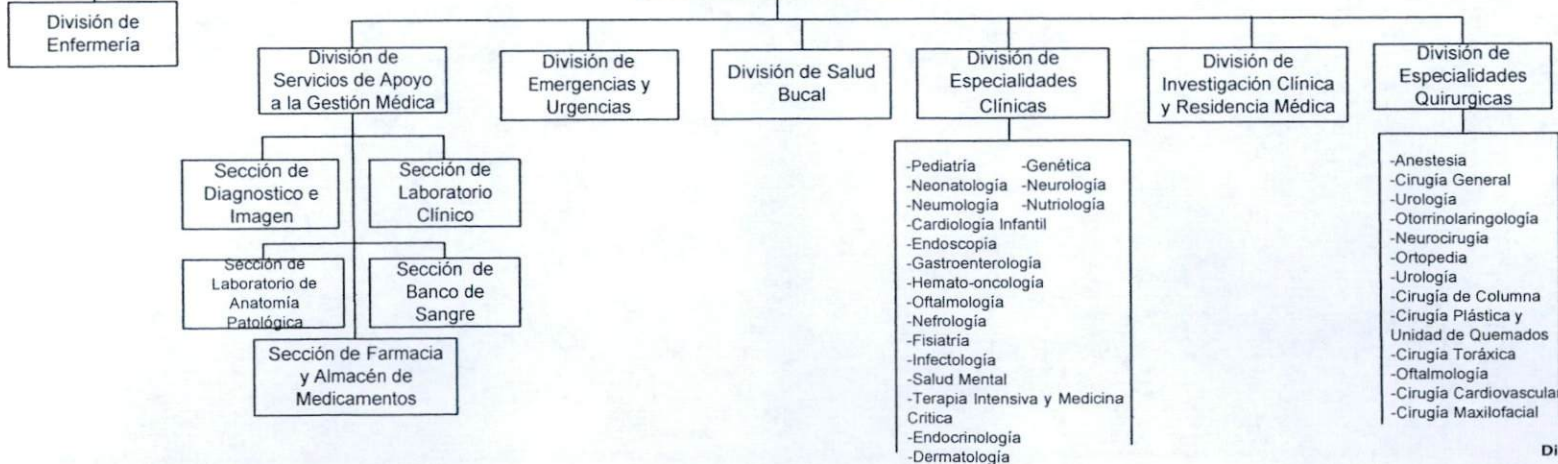 División de
Enfermería
División de
Servicios de Apoyo
a la Gestión Médica
División de
Emergencias y
Urgencias
División de Salud
Bucal
División de
Especialidades
Clínicas
División de
Investigación Clínica
y Residencia Médica
División de
Especialidades
Quirurgicas
Sección de
Diagnostico e
Imagen
Sección de
Laboratorio
Clínico
Sección de
Laboratorio de
Anatomía
Patológica
Sección de
Banco de
Sangre
Sección de Farmacia
y Almacén de
Medicamentos
-Pediatría -Genética
-Neonatología -Neurología
-Neumología -Nutriología
-Cardiología Infantil
-Endoscopía
-Gastroenterología
-Hemato-oncología
-Oftalmología
-Nefrología
-Fisiatría
-Infectología
-Salud Mental
-Terapia Intensiva y Medicina
Critica
-Endocrinología
-Dermatología
-Anestesia
-Cirugía General
-Urología
-Otorrinolaringología
-Neurocirugía
-Ortopedia
-Urología
-Cirugía de Columna
-Cirugía Plástica y
Unidad de Quemados
-Cirugía Toráxica
-Oftalmología
-Cirugía Cardiovascular
-Cirugía Maxilofacial
Di